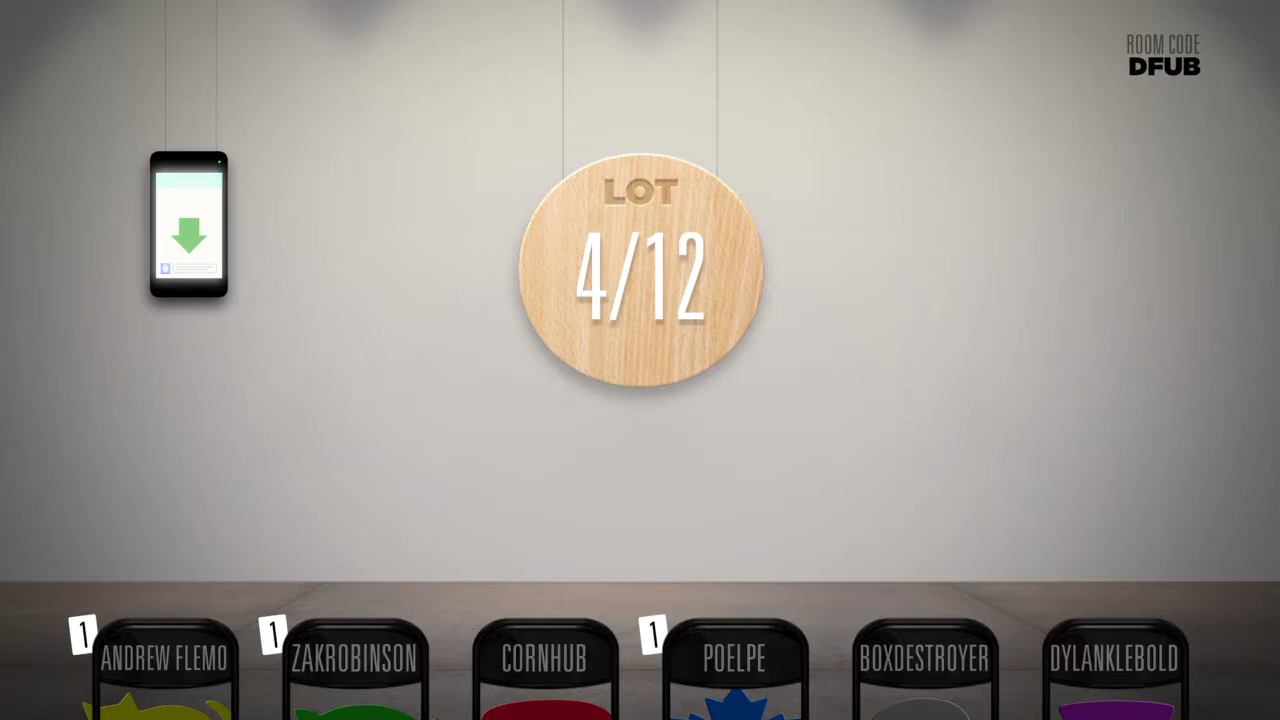 ROOM CODE
DFUB
LOT
4/12
1
1
1
ANDREW FLEMO
ZAKROBINSON
CORNHUB
POELPE
BOXDESTROYER
DYLANKLEBOLD